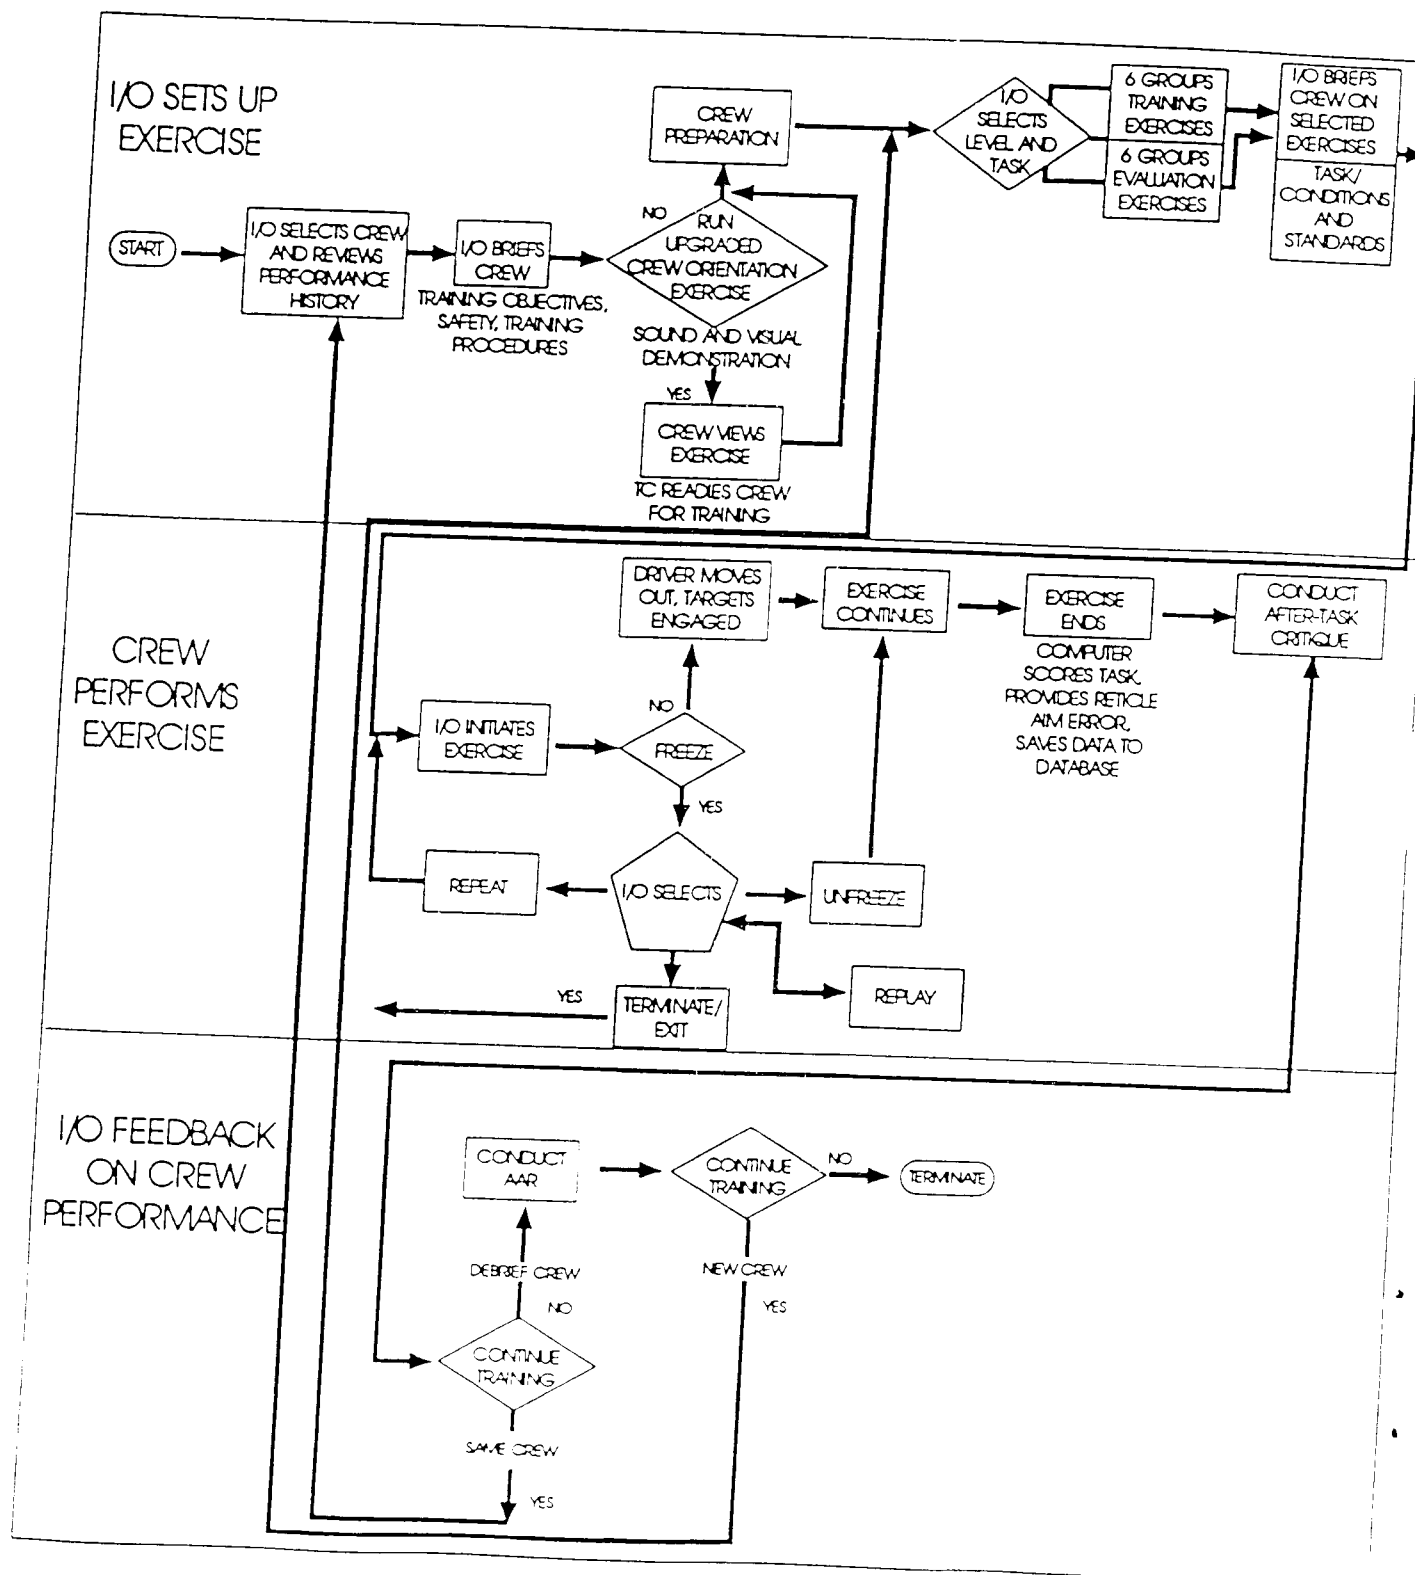 I/O SETS UP
EXERCISE
START
I/O SELECTS CREW
AND REVIEWS
PERFORMANCE
HISTORY
I/O BRIEFS
CREW
TRAINING OBJECTIVES,
SAFETY, TRAINING
PROCEDURES
CREW
PREPARATION
NO
RUN
UPGRADED
CREW ORIENTATION
EXERCISE
SOUND AND VISUAL
DEMONSTRATION
YES
CREW VIEWS
EXERCISE
TC READIES CREW
FOR TRAINING
I/O
SELECTS
LEVEL AND
TASK
6 GROUPS
TRAINING
EXERCISES
6 GROUPS
EVALUATION
EXERCISES
I/O BRIEFS
CREW ON
SELECTED
EXERCISES
TASK/
CONDITIONS
AND
STANDARDS
CREW
PERFORMS
EXERCISE
I/O INITIATES
EXERCISE
FREEZE
NO
YES
DRIVER MOVES
OUT, TARGETS
ENGAGED
EXERCISE
CONTINUES
EXERCISE
ENDS
COMPUTER
SCORES TASK,
PROVIDES RETICLE
AIM ERROR,
SAVES DATA TO
DATABASE
CONDUCT
AFTER-TASK
CRITIQUE
REPEAT
I/O SELECTS
UNFREEZE
REPLAY
TERMINATE/
EXIT
YES
I/O FEEDBACK
ON CREW
PERFORMANCE
CONDUCT
AAR
CONTINUE
TRAINING
NO
TERMINATE
DEBRIEF CREW
NO
NEW CREW
YES
CONTINUE
TRAINING
SAME CREW
YES